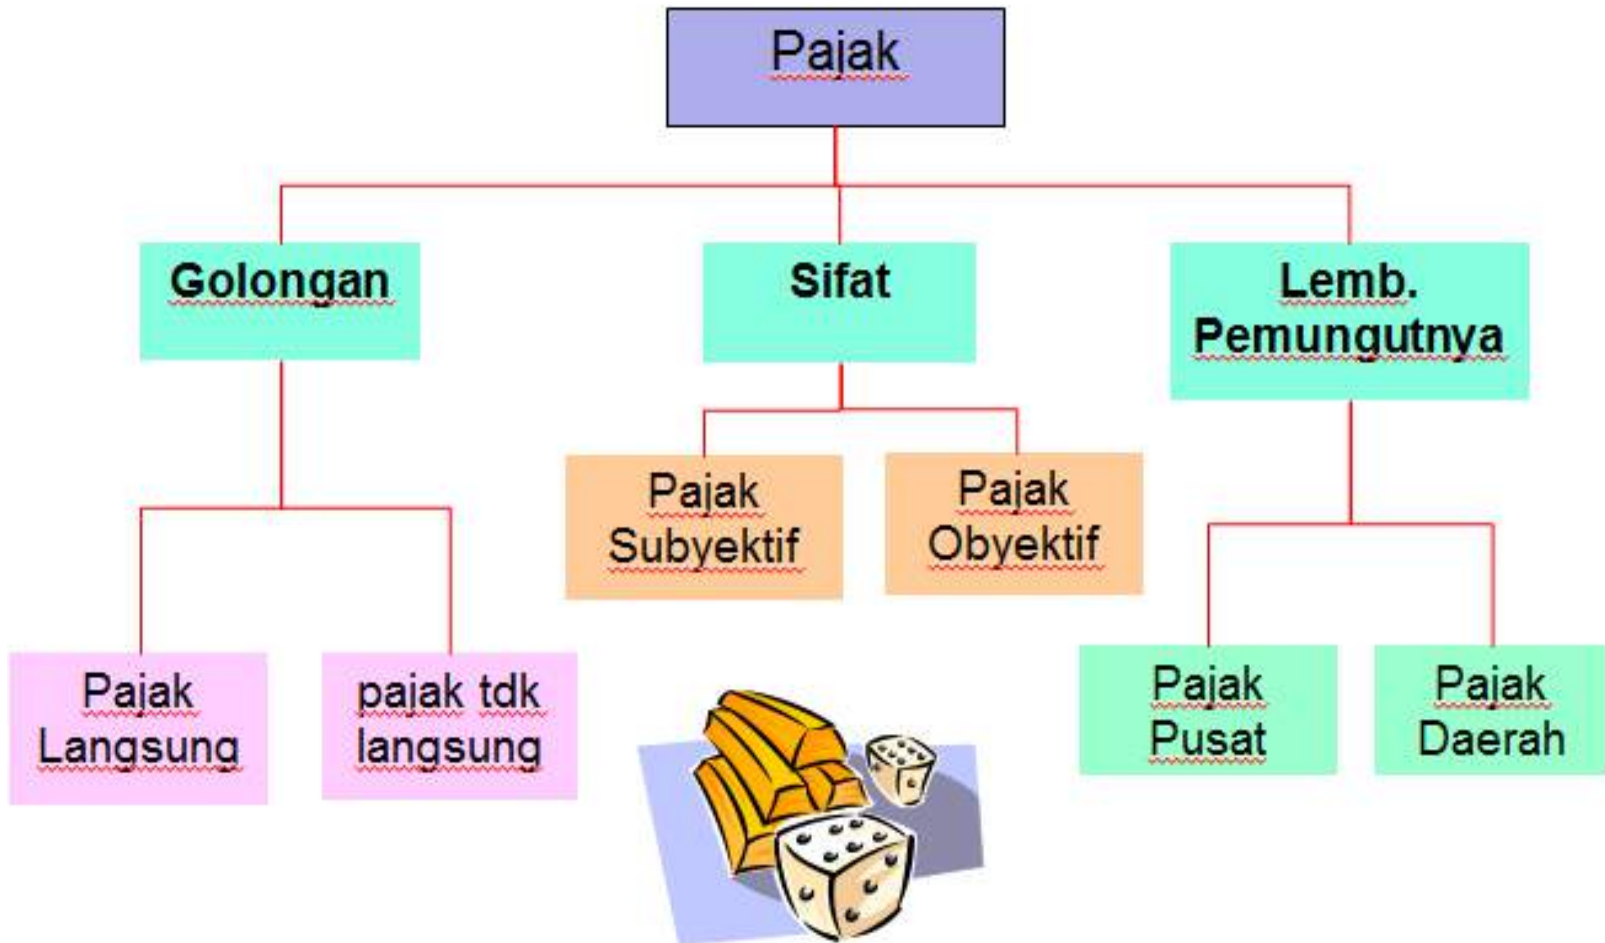 Pajak
Golongan
Sifat
Lemb.
Pemungutnya
Pajak
Subyektif
Pajak
Obyektif
Pajak
Langsung
pajak tdk
langsung
Pajak
Pusat
Pajak
Daerah